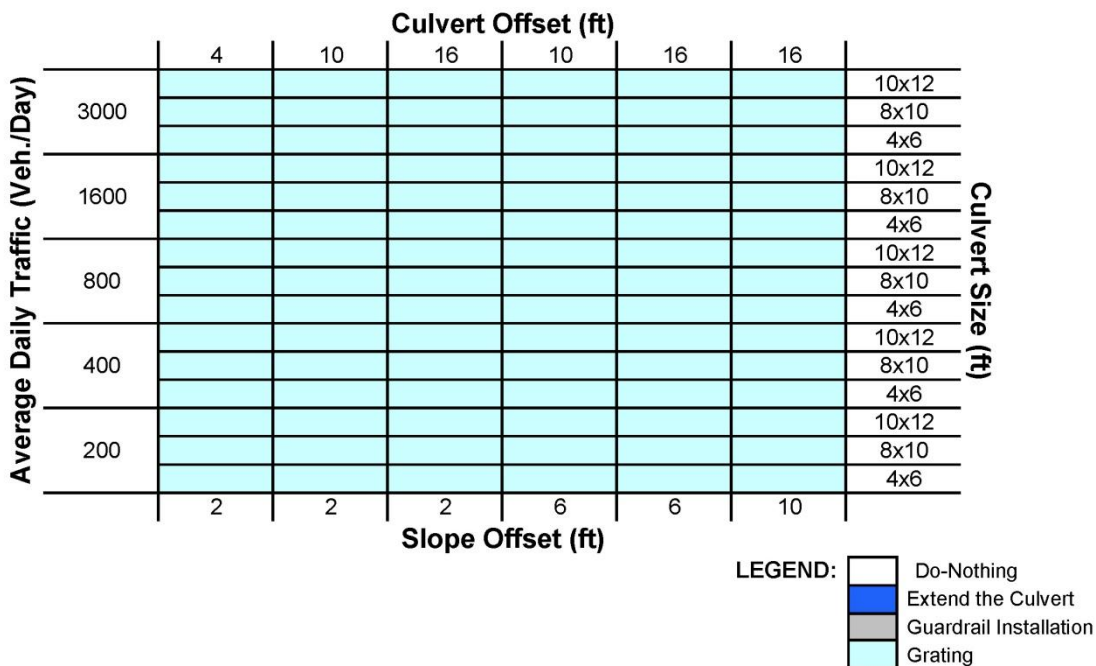 Culvert Offset (ft)
4 10 16 10 16 16
Average Daily Traffic (Veh./Day)
Culvert Size (ft)
10x12
3000 8x10
4x6
10x12
1600 8x10
4x6
10x12
800 8x10
4x6
10x12
400 8x10
4x6
10x12
200 8x10
4x6
2 2 2 6 6 10
Slope Offset (ft)
LEGEND: Do-Nothing
Extend the Culvert
Guardrail Installation
Grating